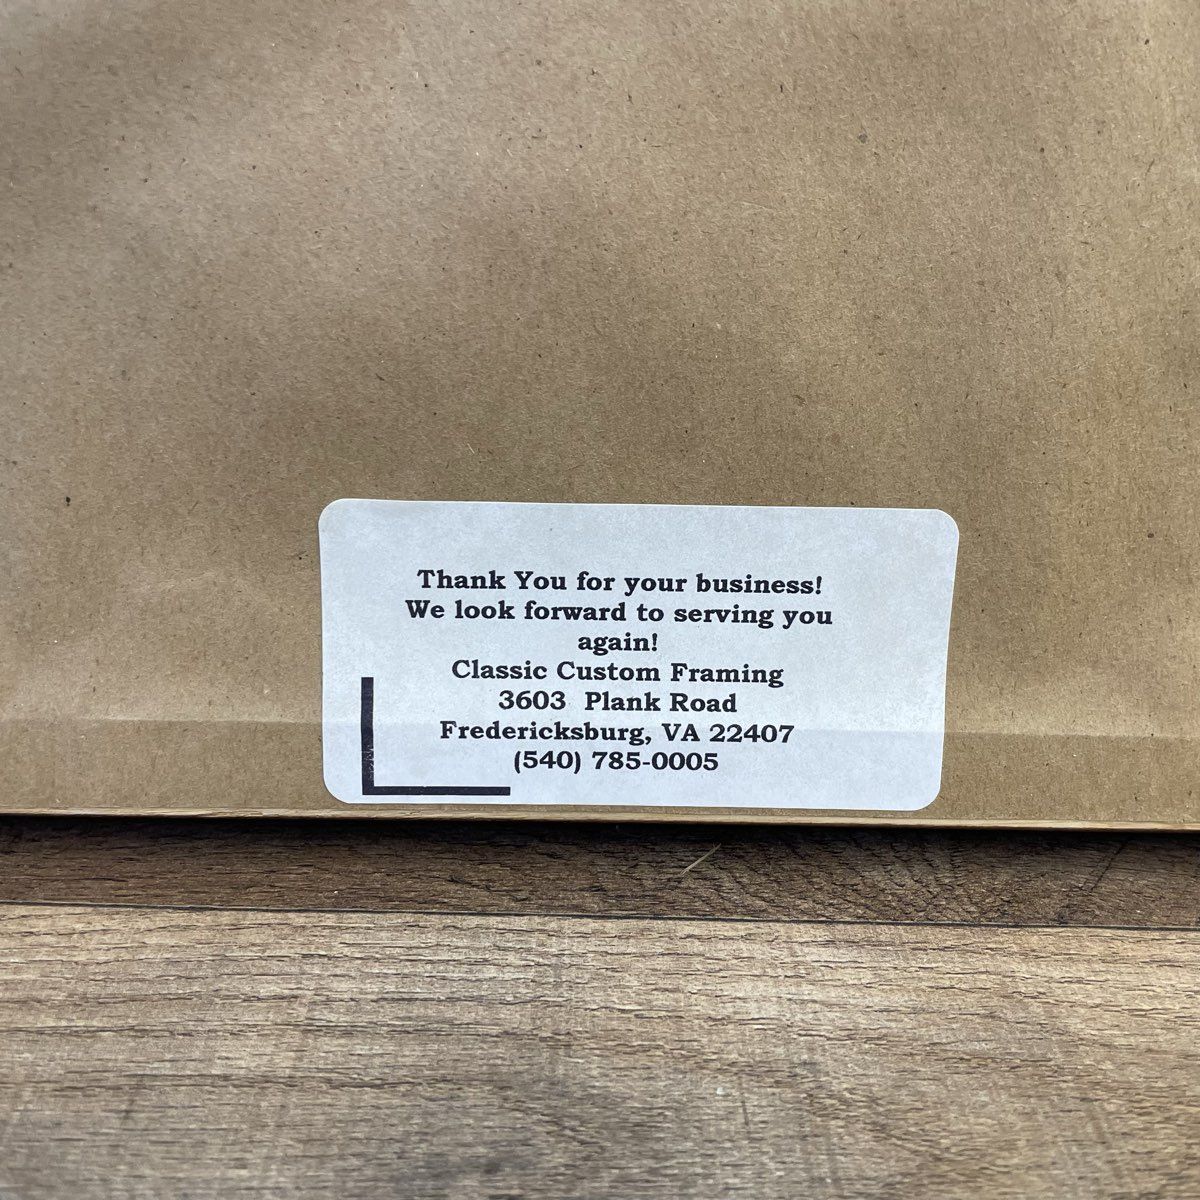 Thank You for your business!
We look forward to serving you
again!
Classic Custom Framing
3603 Plank Road
Fredericksburg, VA 22407
(540) 785-0005